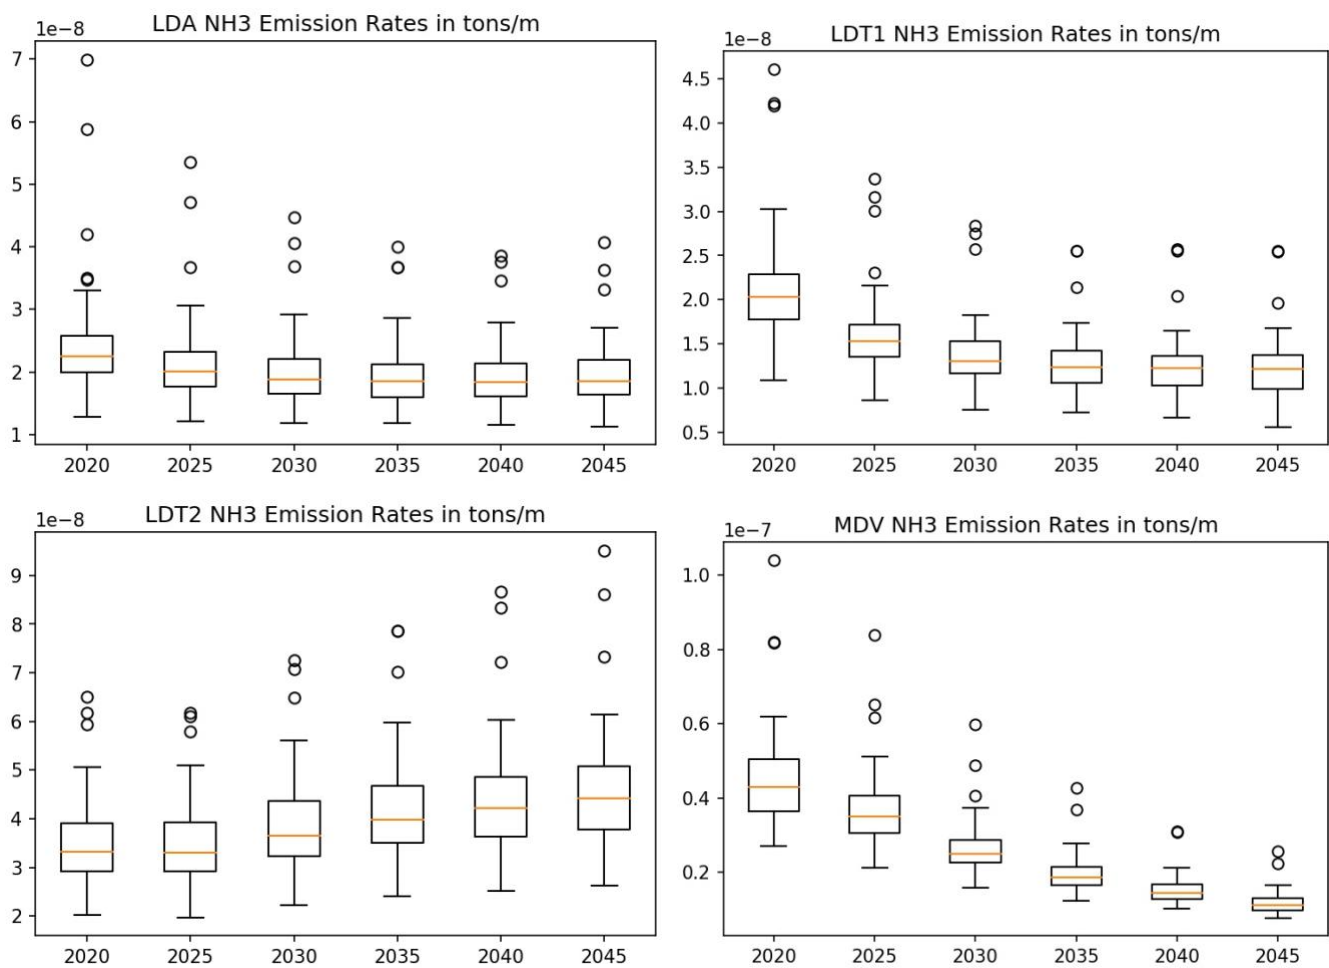 LDA NH3 Emission Rates in tons/m
1e−8
7
6
5
4
3
2
1
2020 2025 2030 2035 2040 2045
LDT1 NH3 Emission Rates in tons/m
1e−8
4.5
4.0
3.5
3.0
2.5
2.0
1.5
1.0
0.5
2020 2025 2030 2035 2040 2045
LDT2 NH3 Emission Rates in tons/m
1e−8
9
8
7
6
5
4
3
2
2020 2025 2030 2035 2040 2045
MDV NH3 Emission Rates in tons/m
1e−7
1.0
0.8
0.6
0.4
0.2
2020 2025 2030 2035 2040 2045